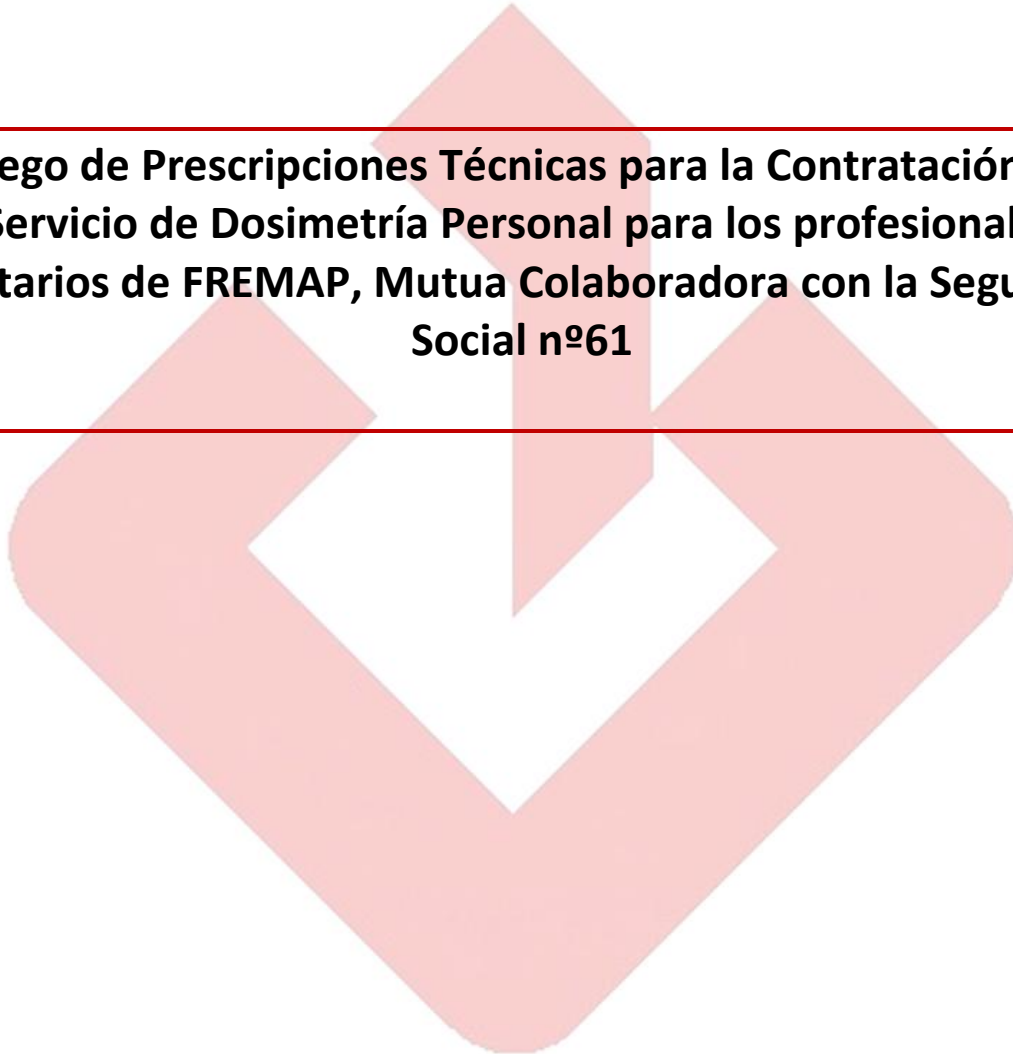 ego de Prescripciones Técnicas para la Contratación
Servicio de Dosimetría Personal para los profesional
tarios de FREMAP, Mutua Colaboradora con la Segu
Social nº61